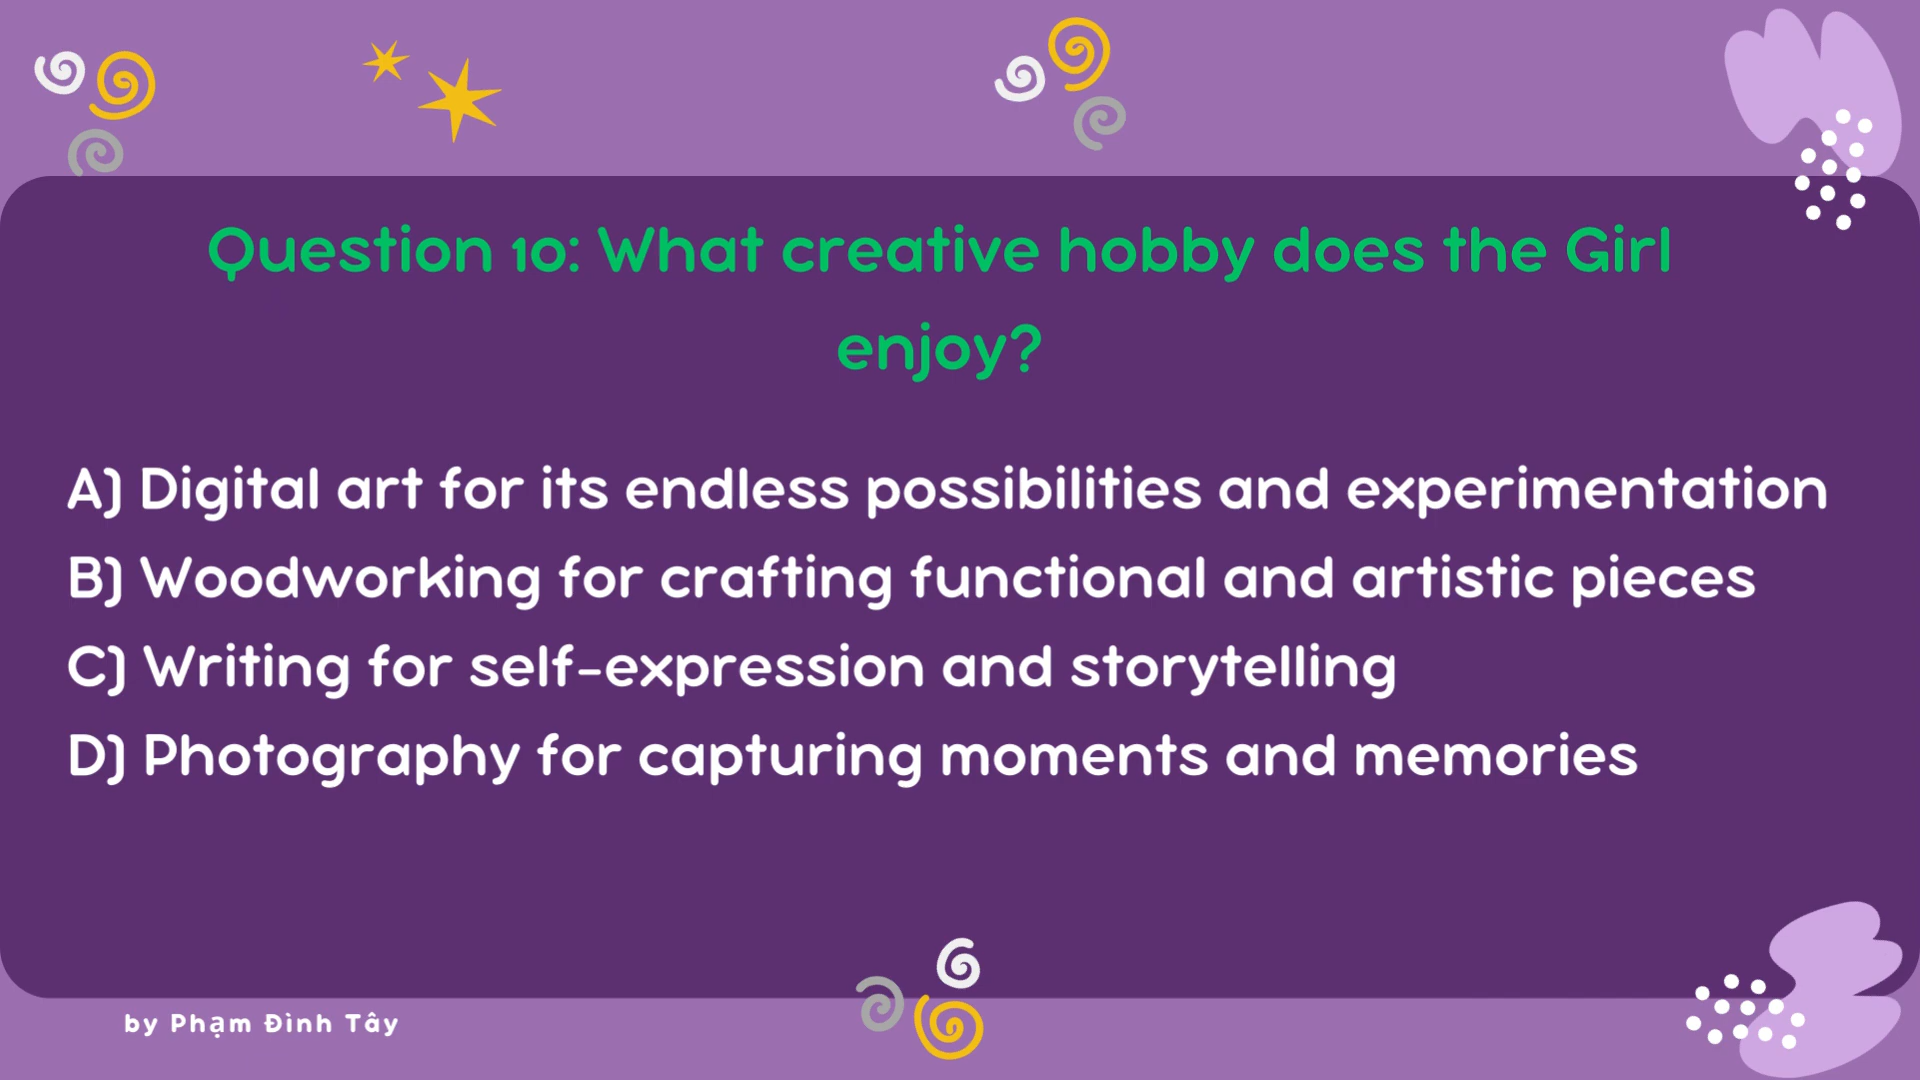 Question 10: What creative hobby does the Girl
enjoy?
A) Digital art for its endless possibilities and experimentation
B) Woodworking for crafting functional and artistic pieces
C) Writing for self-expression and storytelling
D) Photography for capturing moments and memories
by Phạm Đình Tây